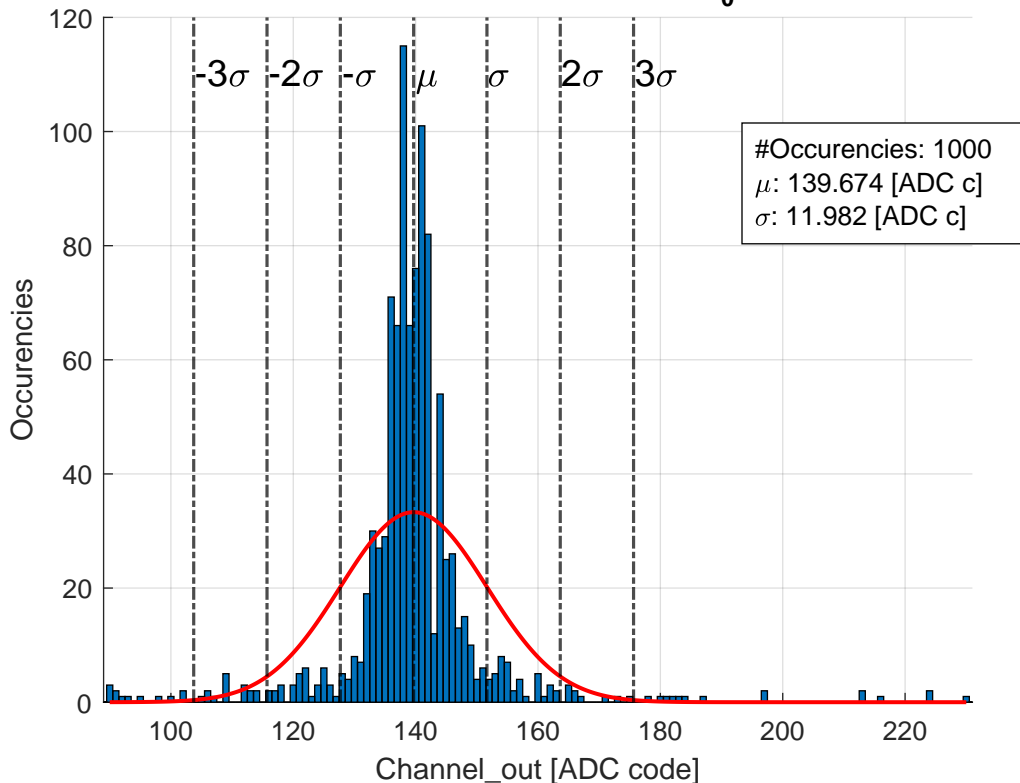 0
120
-3σ -2σ -σ μ σ 2σ 3σ
100
#Occurencies: 1000
μ: 139.674 [ADC c]
σ: 11.982 [ADC c]
80
Occurencies
60
40
20
0
100 120 140 160 180 200 220
Channel_out [ADC code]